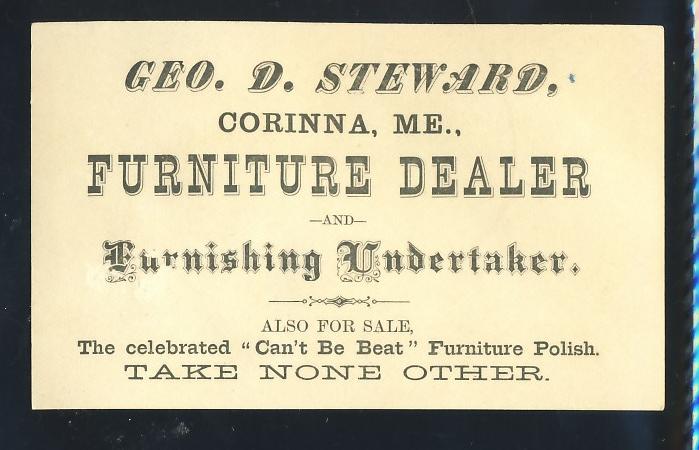 GEO. D. STEWARD,
CORINNA, ME.,
FURNITURE DEALER
—AND—
Furnishing Undertaker.
ALSO FOR SALE,
The celebrated "Can't Be Beat" Furniture Polish.
TAKE NONE OTHER.